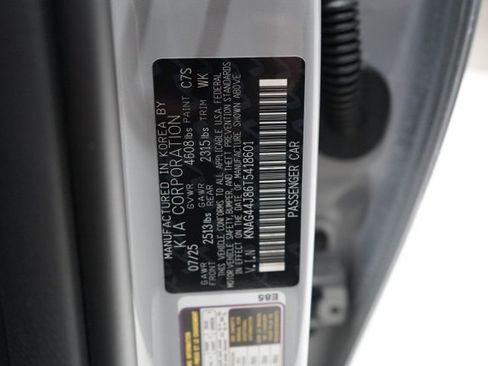 MANUFACTURED IN KOREA BY
KIA CORPORATION
07/25 GVWR 4608lbs PAINT C7S
GAWR FRONT 2513lbs GAWR REAR 2315lbs TRIM WK
THIS VEHICLE CONFORMS TO ALL APPLICABLE U.S.A. FEDERAL
MOTOR VEHICLE SAFETY, BUMPER, AND THEFT PREVENTION STANDARDS
IN EFFECT ON THE DATE OF MANUFACTURE SHOWN ABOVE
V.I.N KNAG44J86T5418601
PASSENGER CAR
E85